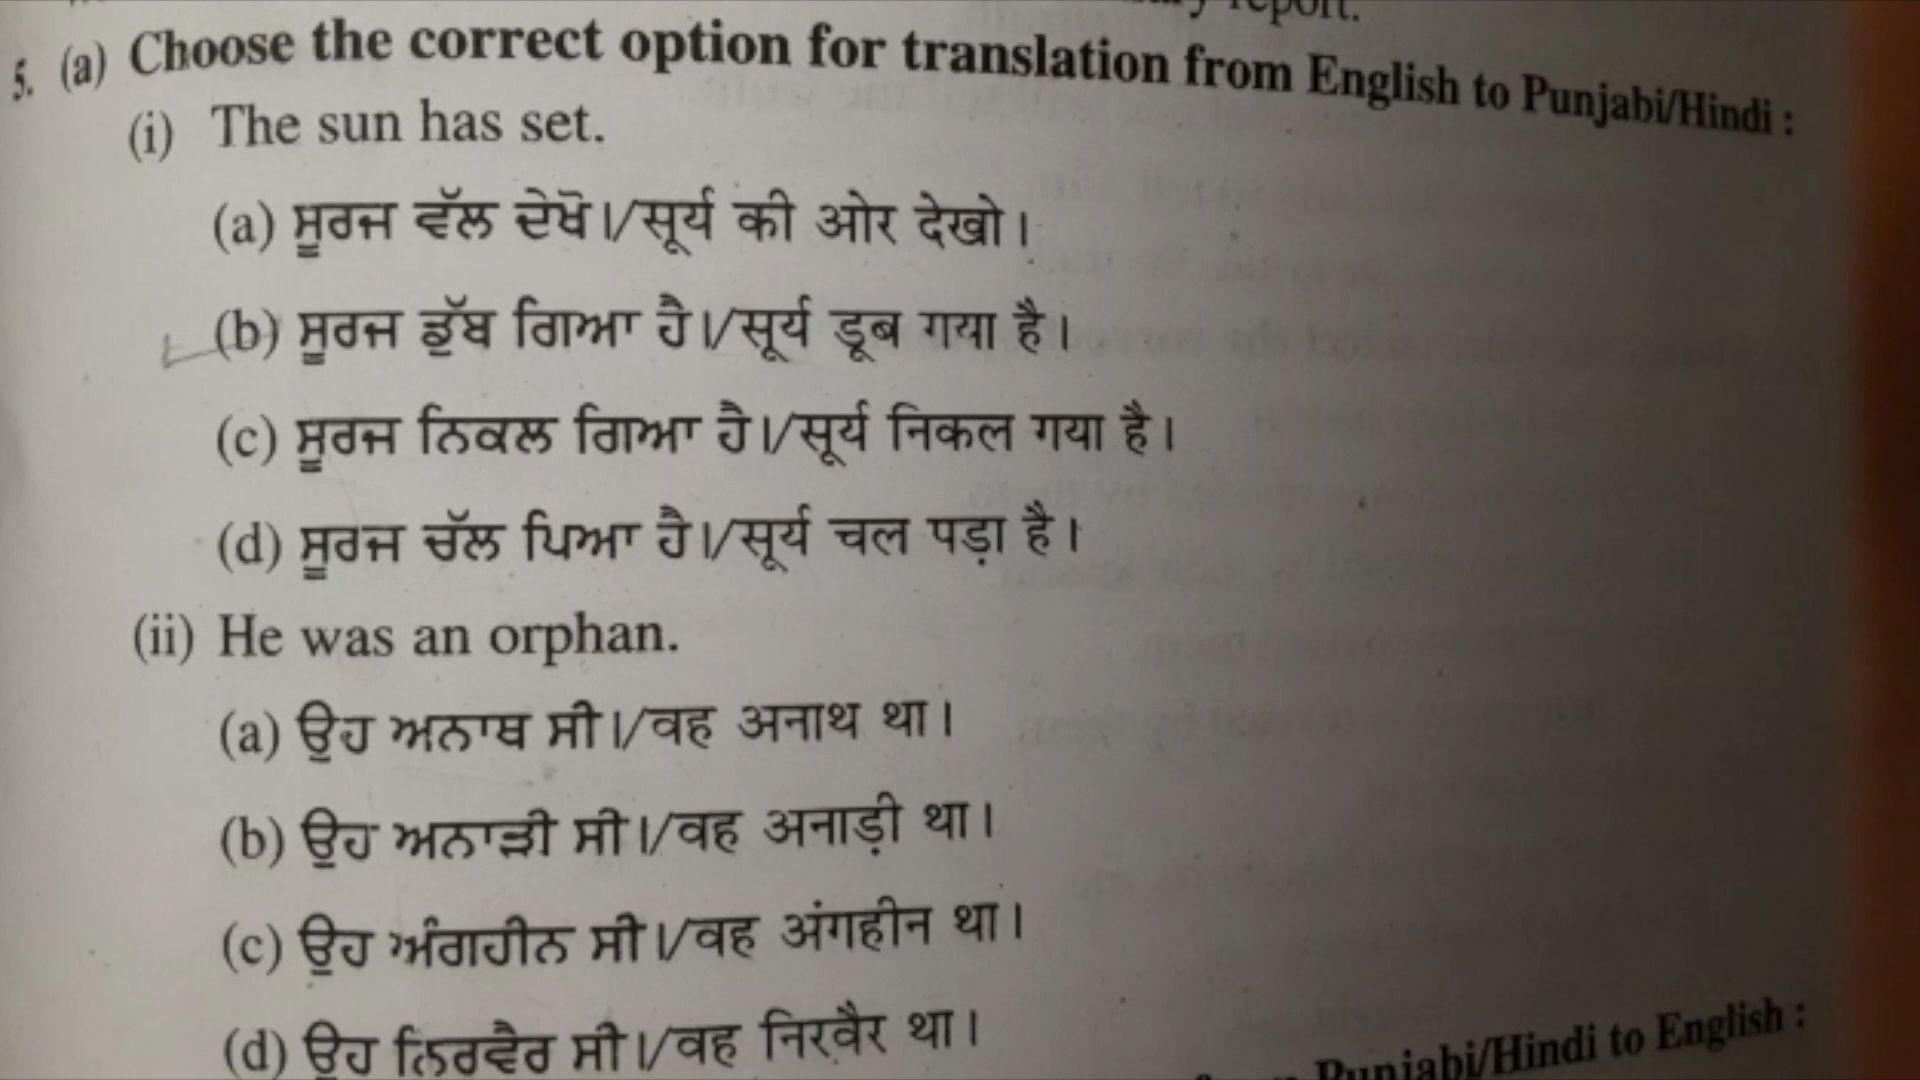 report.
5. (a) Choose the correct option for translation from English to Punjabi/Hindi :
(i) The sun has set.
(a) ਸੂਰਜ ਵੱਲ ਦੇਖੋ।/सूर्य की ओर देखो।
(b) ਸੂਰਜ ਡੁੱਬ ਗਿਆ ਹੈ।/सूर्य डूब गया है।
(c) ਸੂਰਜ ਨਿਕਲ ਗਿਆ ਹੈ।/सूर्य निकल गया है।
(d) ਸੂਰਜ ਚੱਲ ਪਿਆ ਹੈ।/सूर्य चल पड़ा है।
(ii) He was an orphan.
(a) ਉਹ ਅਨਾਥ ਸੀ।/वह अनाथ था।
(b) ਉਹ ਅਨਾੜੀ ਸੀ।/वह अनाड़ी था।
(c) ਉਹ ਅੰਗਹੀਨ ਸੀ।/वह अंगहीन था।
(d) ਉਹ ਨਿਰਵੈਰ ਸੀ।/वह निरवैर था।
Punjabi/Hindi to English :